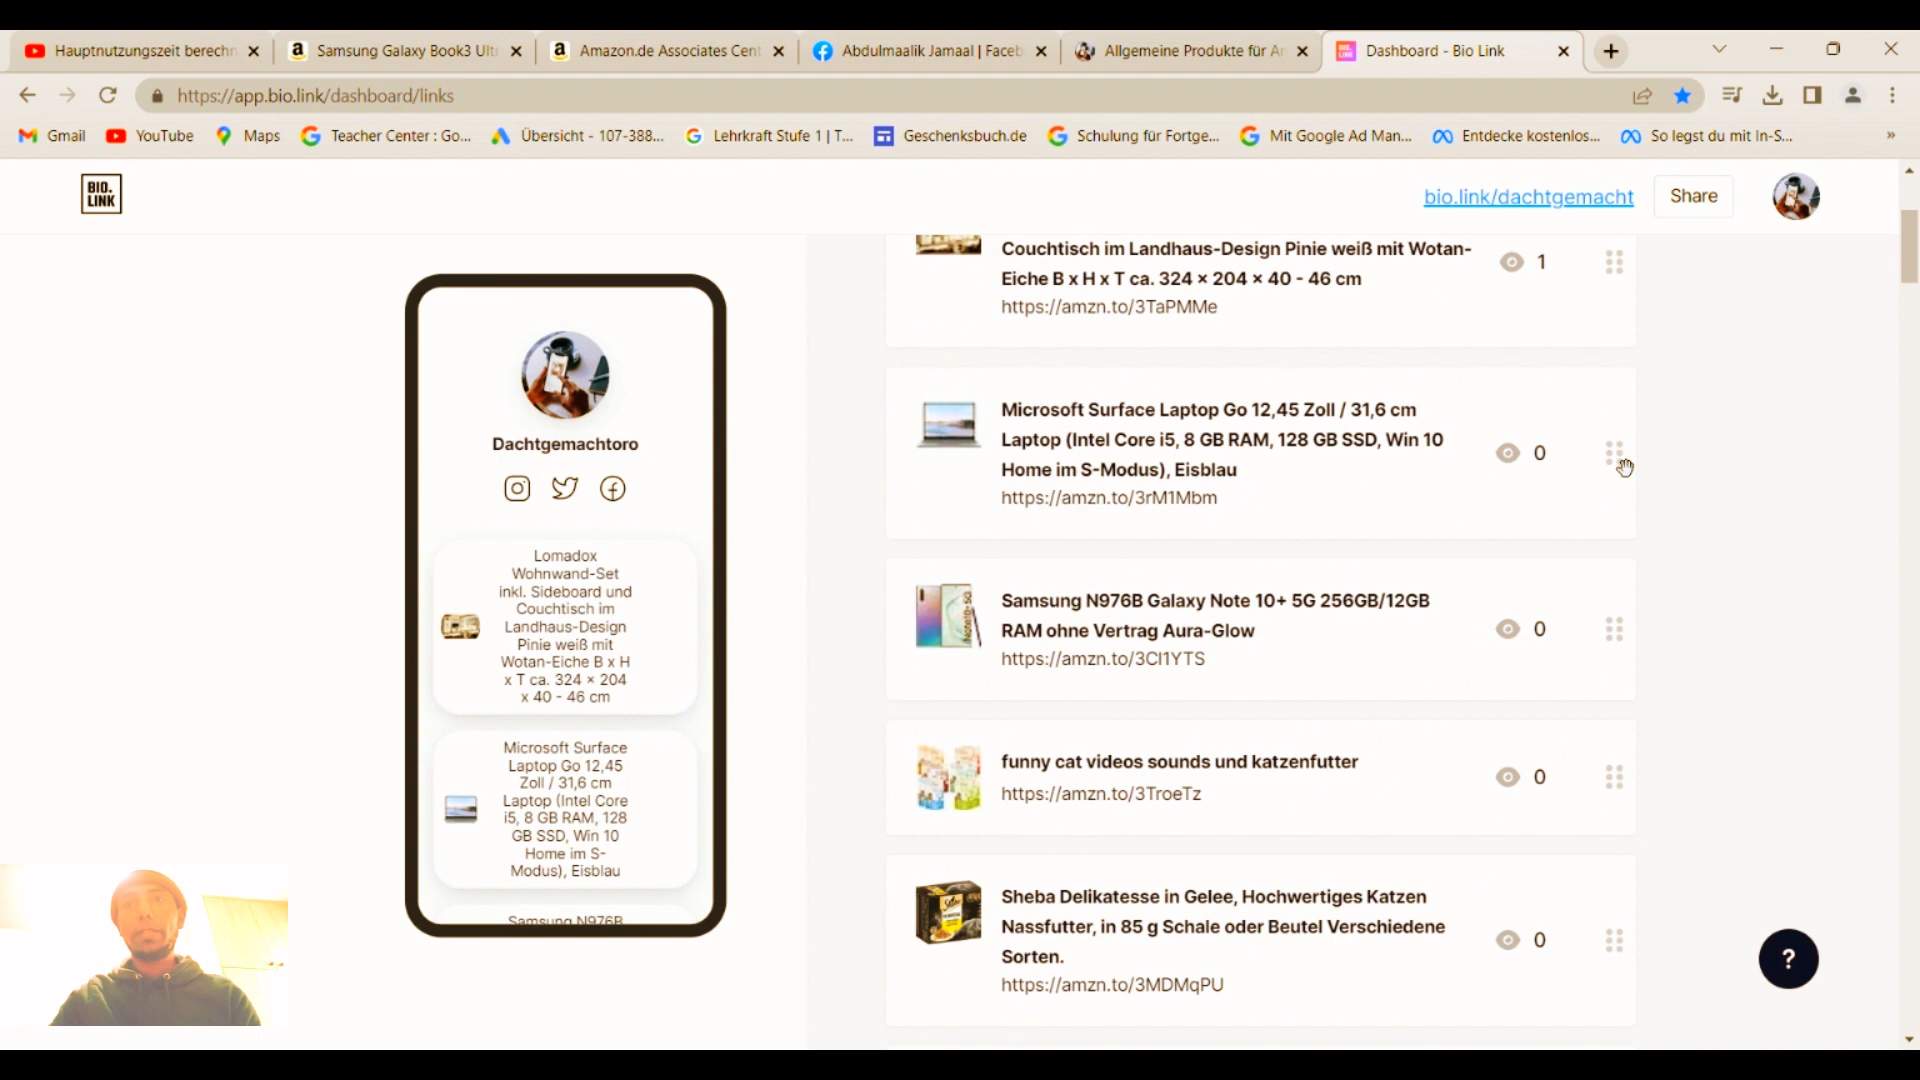 Hauptnutzungszeit berechn
Samsung Galaxy Book3 Ult
Amazon.de Associates Cent
Abdulmaalik Jamaal | Faceb
Allgemeine Produkte für Ar
Dashboard - Bio Link
https://app.bio.link/dashboard/links
Gmail
YouTube
Maps
Teacher Center : Go...
Übersicht - 107-388...
Lehrkraft Stufe 1 | T...
Geschenksbuch.de
Schulung für Fortge...
Mit Google Ad Man...
Entdecke kostenlos...
So legst du mit In-S...
»
BIO.
LINK
bio.link/dachtgemacht
Share
Dachtgemachtoro
Lomadox
Wohnwand-Set
inkl. Sideboard und
Couchtisch im
Landhaus-Design
Pinie weiß mit
Wotan-Eiche B x H
x T ca. 324 × 204
x 40 - 46 cm
Microsoft Surface
Laptop Go 12,45
Zoll / 31,6 cm
Laptop (Intel Core
i5, 8 GB RAM, 128
GB SSD, Win 10
Home im S-
Modus), Eisblau
Samsung N976B
Couchtisch im Landhaus-Design Pinie weiß mit Wotan-
Eiche B x H x T ca. 324 × 204 × 40 - 46 cm
https://amzn.to/3TaPMMe
1
Microsoft Surface Laptop Go 12,45 Zoll / 31,6 cm
Laptop (Intel Core i5, 8 GB RAM, 128 GB SSD, Win 10
Home im S-Modus), Eisblau
https://amzn.to/3rM1Mbm
0
Samsung N976B Galaxy Note 10+ 5G 256GB/12GB
RAM ohne Vertrag Aura-Glow
https://amzn.to/3CI1YTS
0
funny cat videos sounds und katzenfutter
https://amzn.to/3TroeTz
0
Sheba Delikatesse in Gelee, Hochwertiges Katzen
Nassfutter, in 85 g Schale oder Beutel Verschiedene
Sorten.
https://amzn.to/3MDMqPU
0
?